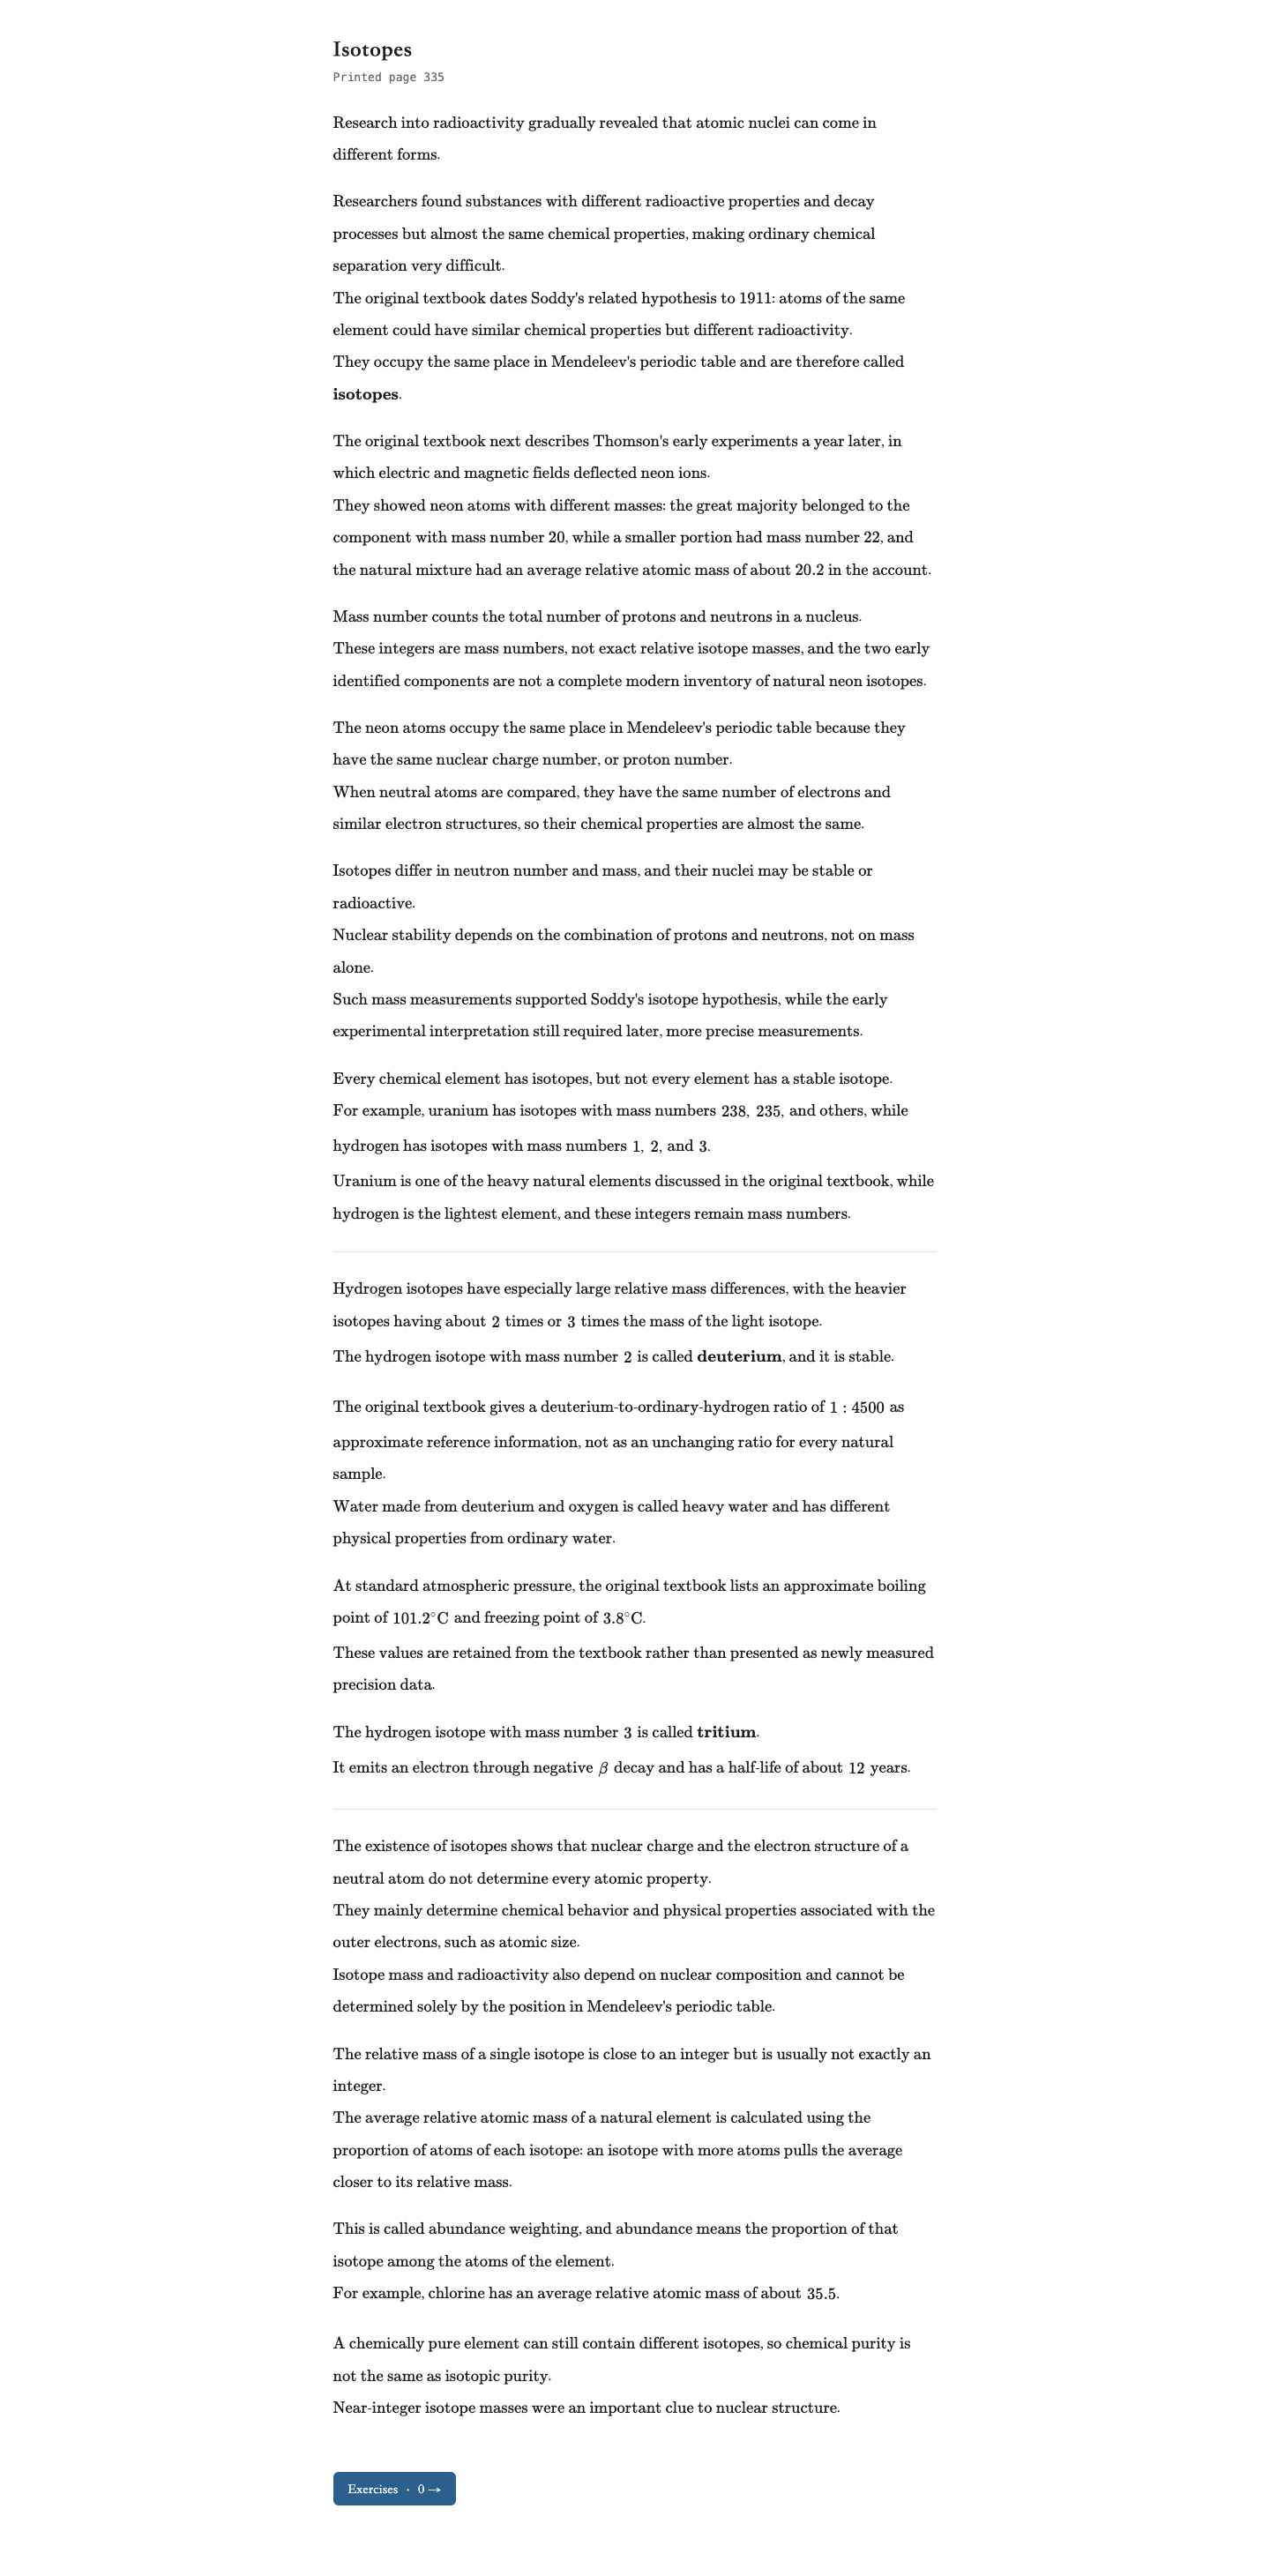 Isotopes
Printed page 335
Research into radioactivity gradually revealed that atomic nuclei can come in
different forms.
Researchers found substances with different radioactive properties and decay
processes but almost the same chemical properties, making ordinary chemical
separation very difficult.
The original textbook dates Soddy's related hypothesis to 1911: atoms of the same
element could have similar chemical properties but different radioactivity.
They occupy the same place in Mendeleev's periodic table and are therefore called
isotopes.
The original textbook next describes Thomson's early experiments a year later, in
which electric and magnetic fields deflected neon ions.
They showed neon atoms with different masses: the great majority belonged to the
component with mass number 20, while a smaller portion had mass number 22, and
the natural mixture had an average relative atomic mass of about 20.2 in the account.
Mass number counts the total number of protons and neutrons in a nucleus.
These integers are mass numbers, not exact relative isotope masses, and the two early
identified components are not a complete modern inventory of natural neon isotopes.
The neon atoms occupy the same place in Mendeleev's periodic table because they
have the same nuclear charge number, or proton number.
When neutral atoms are compared, they have the same number of electrons and
similar electron structures, so their chemical properties are almost the same.
Isotopes differ in neutron number and mass, and their nuclei may be stable or
radioactive.
Nuclear stability depends on the combination of protons and neutrons, not on mass
alone.
Such mass measurements supported Soddy's isotope hypothesis, while the early
experimental interpretation still required later, more precise measurements.
Every chemical element has isotopes, but not every element has a stable isotope.
For example, uranium has isotopes with mass numbers 238, 235, and others, while
hydrogen has isotopes with mass numbers 1, 2, and 3.
Uranium is one of the heavy natural elements discussed in the original textbook, while
hydrogen is the lightest element, and these integers remain mass numbers.
Hydrogen isotopes have especially large relative mass differences, with the heavier
isotopes having about 2 times or 3 times the mass of the light isotope.
The hydrogen isotope with mass number 2 is called deuterium, and it is stable.
The original textbook gives a deuterium-to-ordinary-hydrogen ratio of 1 : 4500 as
approximate reference information, not as an unchanging ratio for every natural
sample.
Water made from deuterium and oxygen is called heavy water and has different
physical properties from ordinary water.
At standard atmospheric pressure, the original textbook lists an approximate boiling
point of 101.2°C and freezing point of 3.8°C.
These values are retained from the textbook rather than presented as newly measured
precision data.
The hydrogen isotope with mass number 3 is called tritium.
It emits an electron through negative β decay and has a half-life of about 12 years.
The existence of isotopes shows that nuclear charge and the electron structure of a
neutral atom do not determine every atomic property.
They mainly determine chemical behavior and physical properties associated with the
outer electrons, such as atomic size.
Isotope mass and radioactivity also depend on nuclear composition and cannot be
determined solely by the position in Mendeleev's periodic table.
The relative mass of a single isotope is close to an integer but is usually not exactly an
integer.
The average relative atomic mass of a natural element is calculated using the
proportion of atoms of each isotope: an isotope with more atoms pulls the average
closer to its relative mass.
This is called abundance weighting, and abundance means the proportion of that
isotope among the atoms of the element.
For example, chlorine has an average relative atomic mass of about 35.5.
A chemically pure element can still contain different isotopes, so chemical purity is
not the same as isotopic purity.
Near-integer isotope masses were an important clue to nuclear structure.
Exercises · 0 →